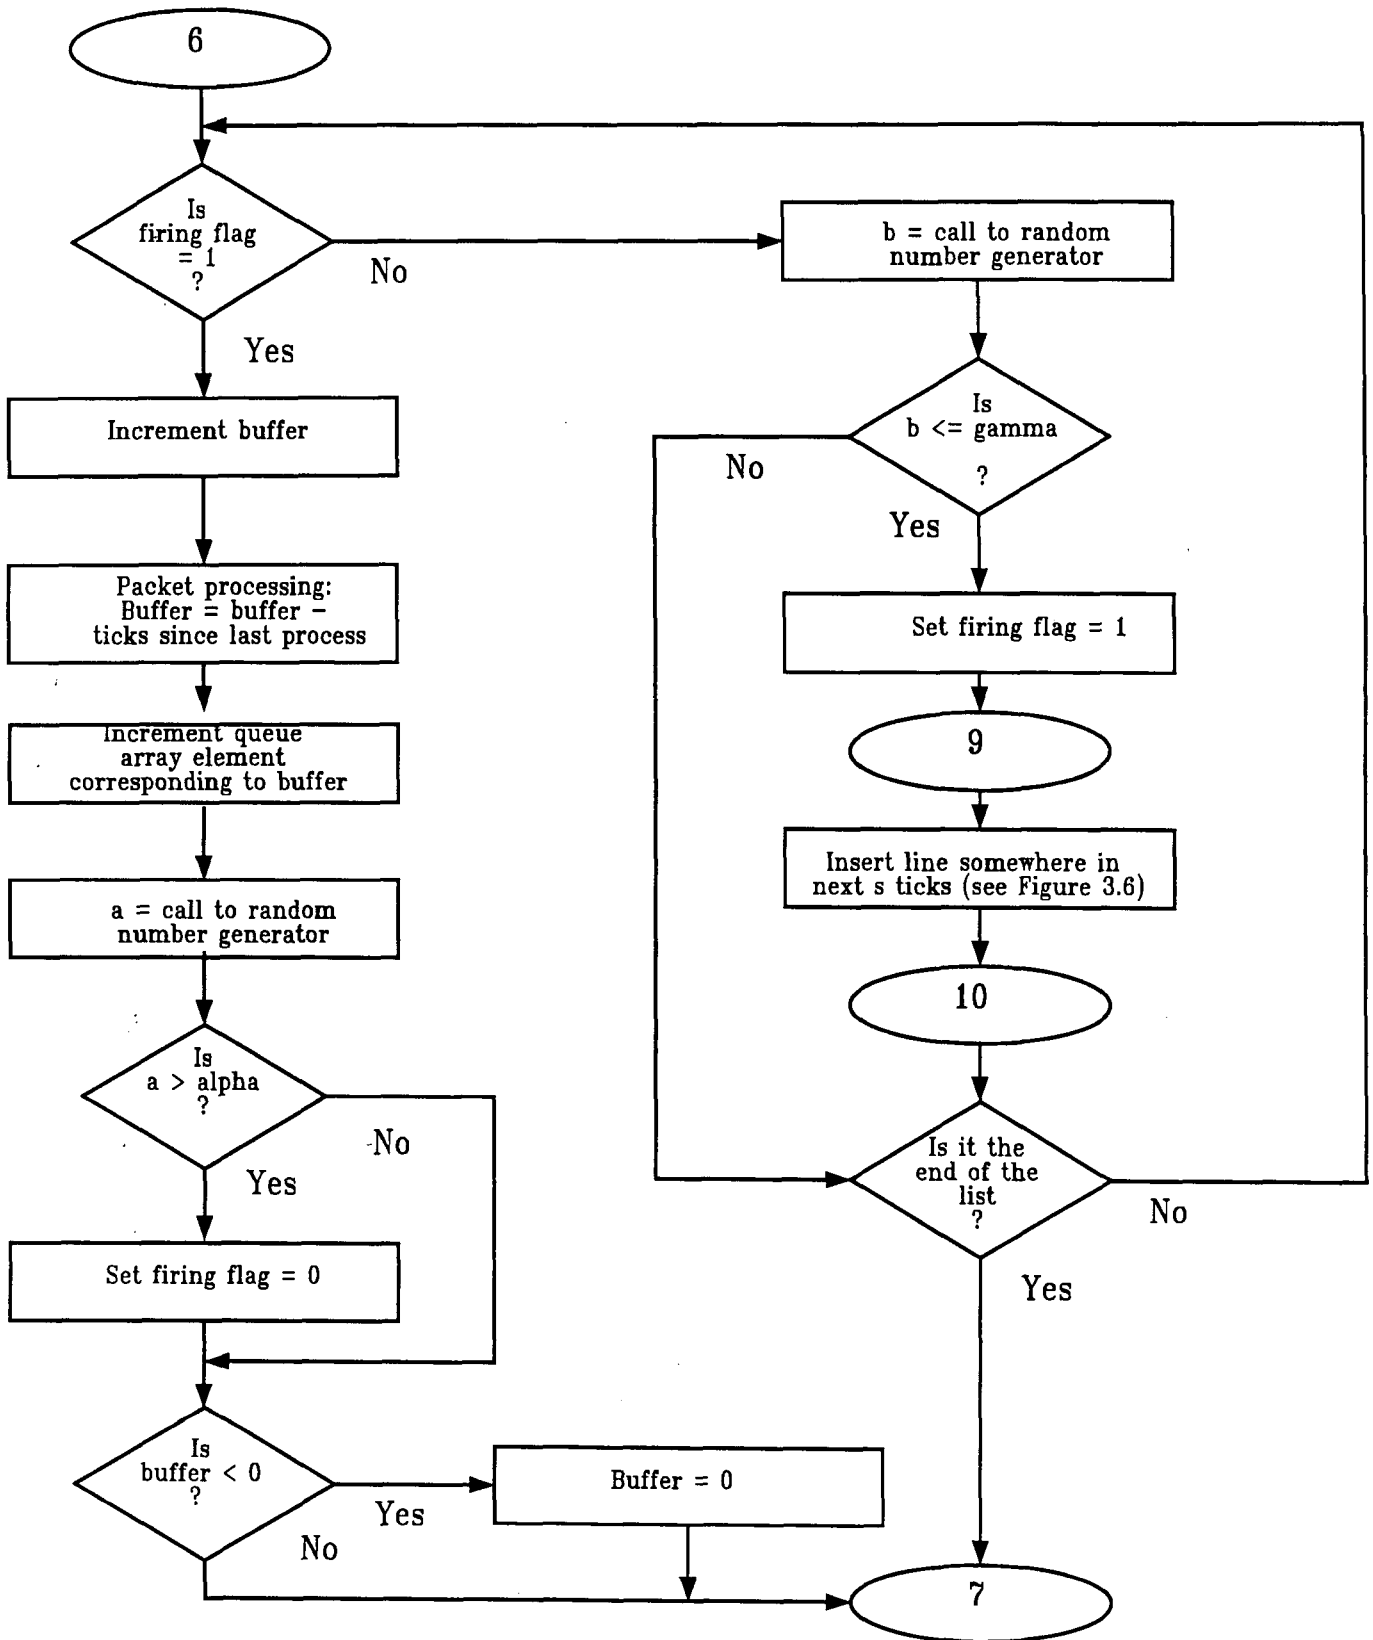 6
Is
firing flag
= 1
?
No
Yes
b = call to random
number generator
Increment buffer
Is
b <= gamma
?
No
Yes
Packet processing:
Buffer = buffer –
ticks since last process
Set firing flag = 1
Increment queue
array element
corresponding to buffer
9
Insert line somewhere in
next s ticks (see Figure 3.6)
a = call to random
number generator
10
Is
a > alpha
?
No
Yes
Is it the
end of the
list
?
No
Yes
Set firing flag = 0
Is
buffer < 0
?
Yes
No
Buffer = 0
7